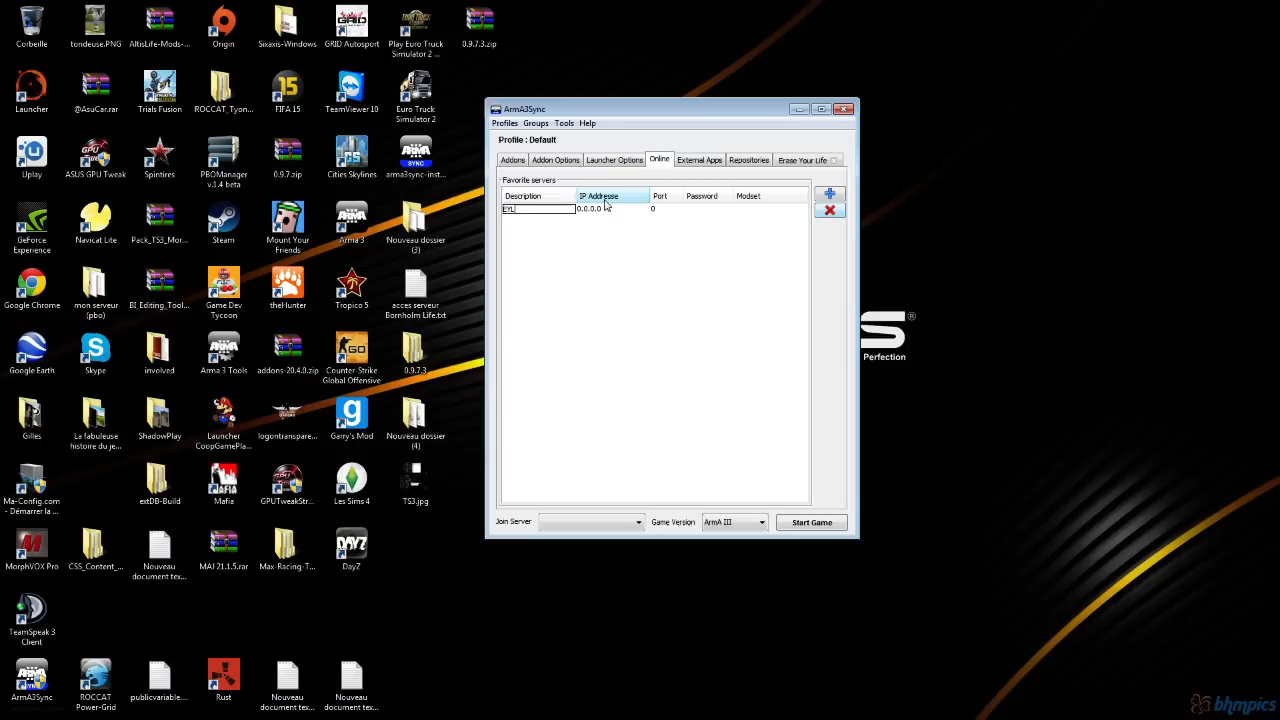 Corbeille
tondeuse.PNG
AltisLife-Mods-...
Origin
Sixaxis-Windows
GRID Autosport
Play Euro Truck
Simulator 2 ...
0.9.7.3.zip
Launcher
@AsuCar.rar
Trials Fusion
ROCCAT_Tyon...
FIFA 15
TeamViewer 10
Euro Truck
Simulator 2
Uplay
ASUS GPU Tweak
Spintires
PBOManager
v.1.4 beta
0.9.7.zip
Cities Skylines
arma3sync-inst...
GeForce
Experience
Navicat Lite
Pack_TS3_Mor...
Steam
Mount Your
Friends
Arma 3
Nouveau dossier
(3)
Google Chrome
mon serveur
(pbo)
BI_Editing_Tool...
Game Dev
Tycoon
theHunter
Tropico 5
acces serveur
Bornholm Life.txt
Google Earth
Skype
involved
Arma 3 Tools
addons-20.4.0.zip
Counter-Strike
Global Offensive
0.9.7.3
Gilles
La fabuleuse
histoire du je...
ShadowPlay
Launcher
CoopGamePla...
logontranspare...
Garry's Mod
Nouveau dossier
(4)
Ma-Config.com
- Démarrer la ...
extDB-Build
Mafia
GPUTweakStr...
Les Sims 4
TS3.jpg
MorphVOX Pro
CSS_Content_...
Nouveau
document tex...
MAJ 21.1.5.rar
Max-Racing-T...
DayZ
TeamSpeak 3
Client
ArmA3Sync
ROCCAT
Power-Grid
publicvariable....
Rust
Nouveau
document tex...
Nouveau
document tex...
ArmA3Sync
Profiles Groups Tools Help
Profile : Default
Addons Addon Options Launcher Options Online External Apps Repositories Erase Your Life
Favorite servers
Description IP Addresse Port Password Modset
EYL 0.0.0.0 0
Join Server Game Version ArmA III Start Game
®
Perfection
bhmpics